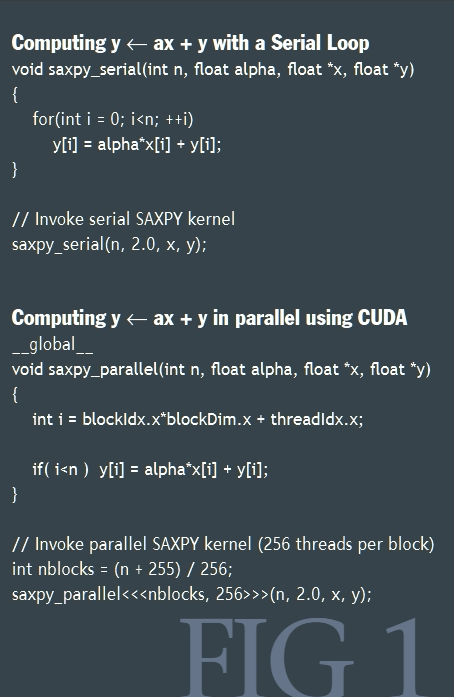 Computing y ← ax + y with a Serial Loop
void saxpy_serial(int n, float alpha, float *x, float *y)
{
for(int i = 0; i<n; ++i)
y[i] = alpha*x[i] + y[i];
}
// Invoke serial SAXPY kernel
saxpy_serial(n, 2.0, x, y);
Computing y ← ax + y in parallel using CUDA
__global__
void saxpy_parallel(int n, float alpha, float *x, float *y)
{
int i = blockIdx.x*blockDim.x + threadIdx.x;
if( i<n ) y[i] = alpha*x[i] + y[i];
}
// Invoke parallel SAXPY kernel (256 threads per block)
int nblocks = (n + 255) / 256;
saxpy_parallel<<<nblocks, 256>>>(n, 2.0, x, y);
FIG 1